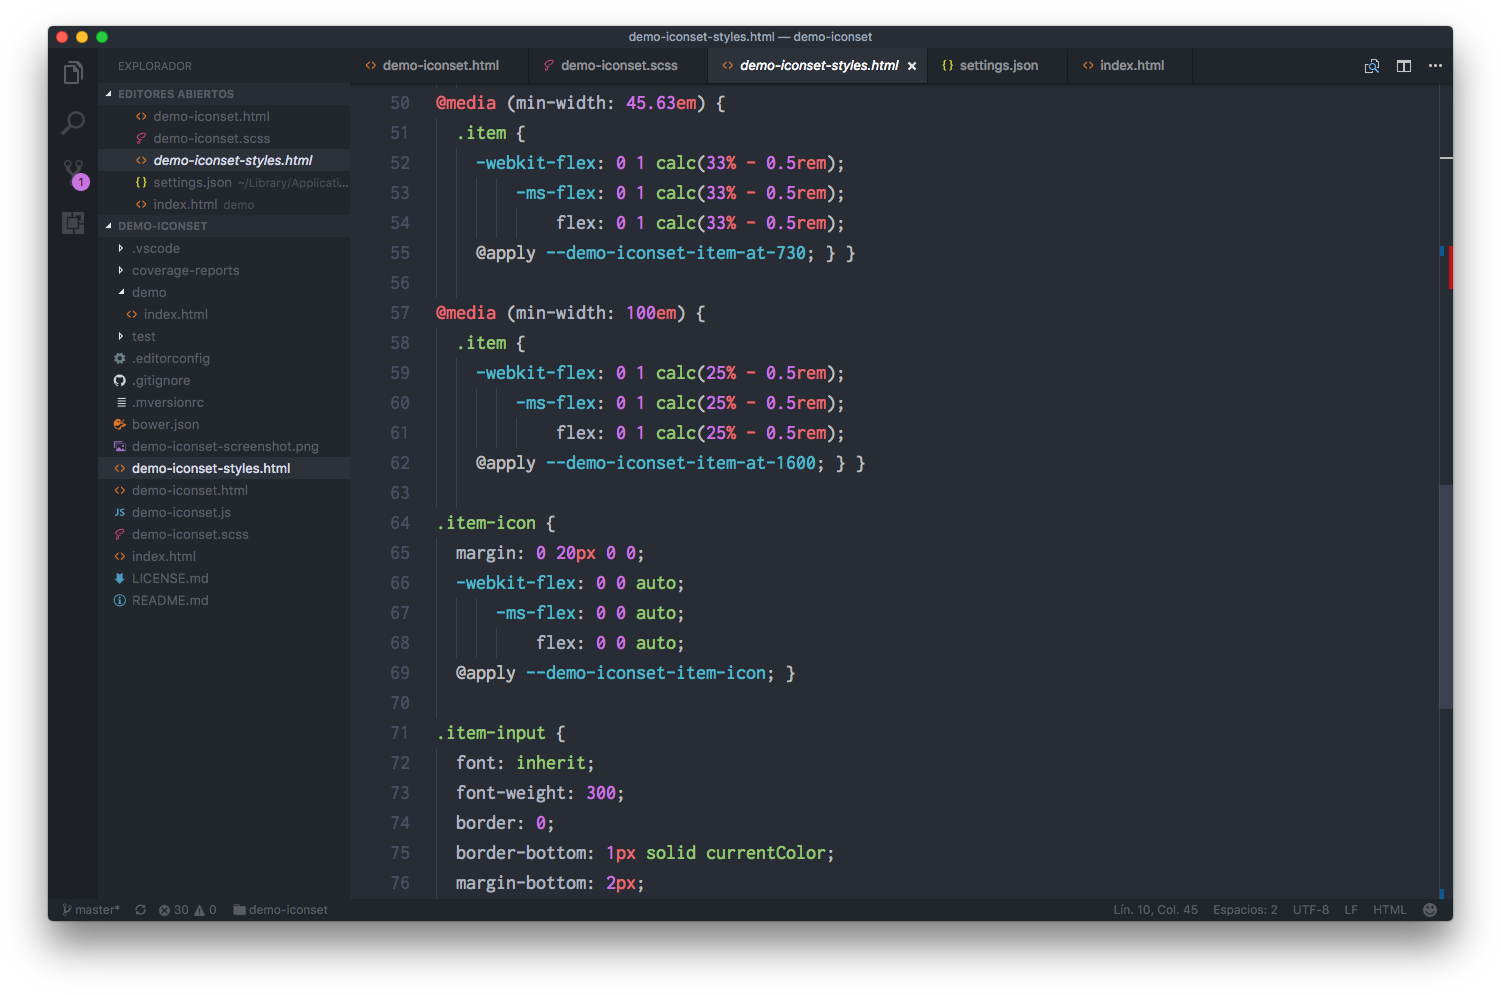 demo-iconset-styles.html — demo-iconset
EXPLORADOR
EDITORES ABIERTOS
demo-iconset.html
demo-iconset.scss
demo-iconset-styles.html
settings.json ~/Library/Applicati...
index.html demo
1
DEMO-ICONSET
.vscode
coverage-reports
demo
index.html
test
.editorconfig
.gitignore
.mversionrc
bower.json
demo-iconset-screenshot.png
demo-iconset-styles.html
demo-iconset.html
JS demo-iconset.js
demo-iconset.scss
index.html
LICENSE.md
README.md
demo-iconset.html demo-iconset.scss demo-iconset-styles.html × {} settings.json index.html
50 @media (min-width: 45.63em) {
51 .item {
52 -webkit-flex: 0 1 calc(33% - 0.5rem);
53 -ms-flex: 0 1 calc(33% - 0.5rem);
54 flex: 0 1 calc(33% - 0.5rem);
55 @apply --demo-iconset-item-at-730; } }
56
57 @media (min-width: 100em) {
58 .item {
59 -webkit-flex: 0 1 calc(25% - 0.5rem);
60 -ms-flex: 0 1 calc(25% - 0.5rem);
61 flex: 0 1 calc(25% - 0.5rem);
62 @apply --demo-iconset-item-at-1600; } }
63
64 .item-icon {
65 margin: 0 20px 0 0;
66 -webkit-flex: 0 0 auto;
67 -ms-flex: 0 0 auto;
68 flex: 0 0 auto;
69 @apply --demo-iconset-item-icon; }
70
71 .item-input {
72 font: inherit;
73 font-weight: 300;
74 border: 0;
75 border-bottom: 1px solid currentColor;
76 margin-bottom: 2px;
master* 30 0 demo-iconset Lín. 10, Col. 45 Espacios: 2 UTF-8 LF HTML